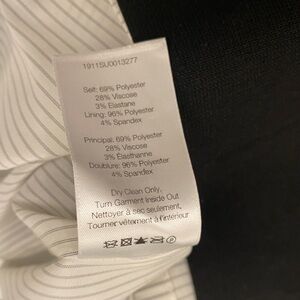 1911SU0013277
Self: 69% Polyester
28% Viscose
3% Elastane
Lining: 96% Polyester
4% Spandex
Principal: 69% Polyester
28% Viscose
3% Élasthanne
Doublure: 96% Polyester
4% Spandex
Dry Clean Only.
Turn Garment Inside Out
Nettoyer à sec seulement.
Tourner vêtement à l'intérieur